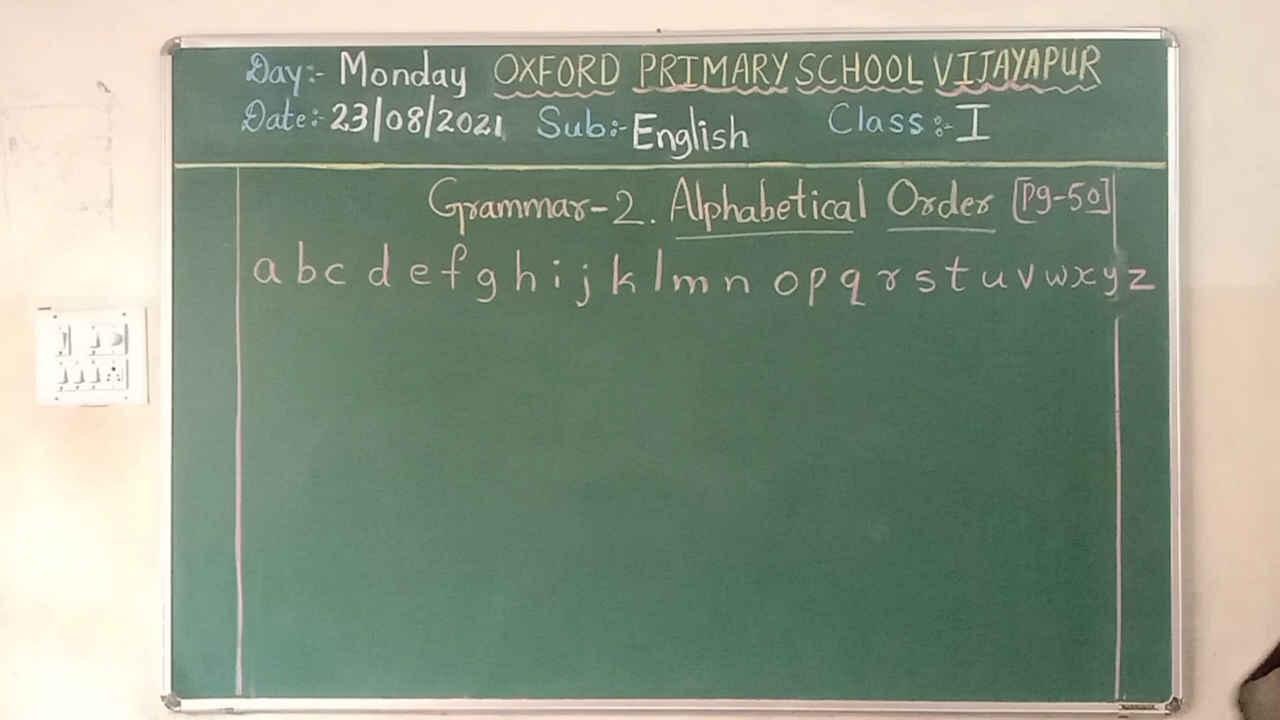 Day:- Monday OXFORD PRIMARY SCHOOL VIJAYAPUR
Date:- 23/08/2021 Sub:- English Class:- I
Grammar-2. Alphabetical Order [Pg-50]
a b c d e f g h i j k l m n o p q r s t u v w x y z